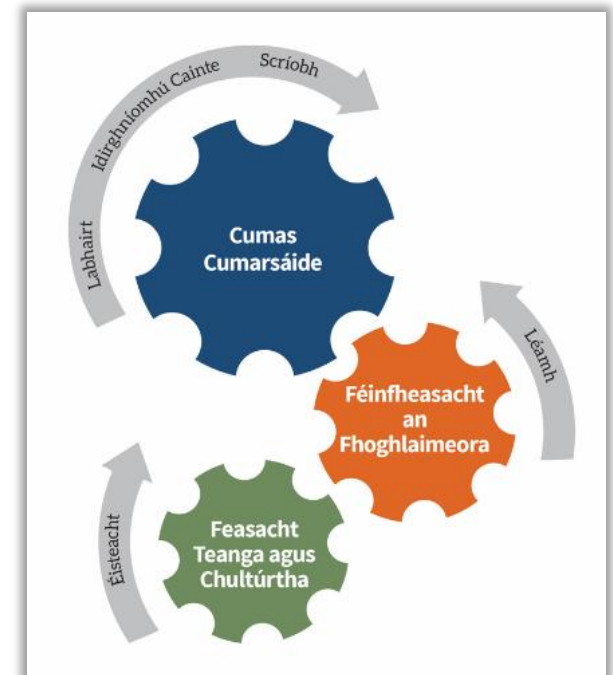 Labhairt
Idirghníomhú Cainte
Scríobh
Cumas
Cumarsáide
Léamh
Féinfheasacht
an
Fhoghlaimeora
Éisteacht
Feasacht
Teanga agus
Chultúrtha